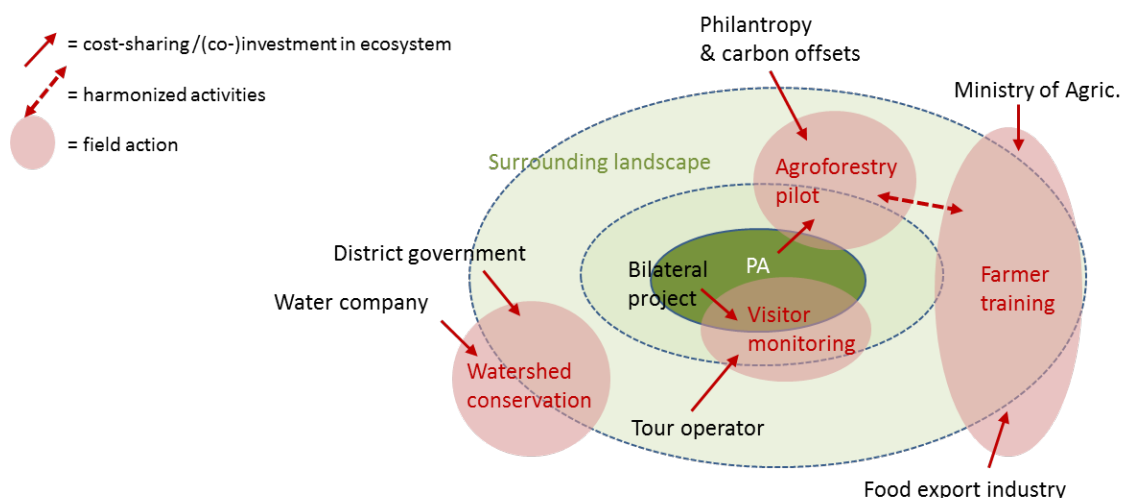 = cost-sharing /(co-)investment in ecosystem
= harmonized activities
= field action
Philantropy
& carbon offsets
Ministry of Agric.
Surrounding landscape
Agroforestry
pilot
District government
Water company
Bilateral
project
PA
Farmer
training
Visitor
monitoring
Watershed
conservation
Tour operator
Food export industry